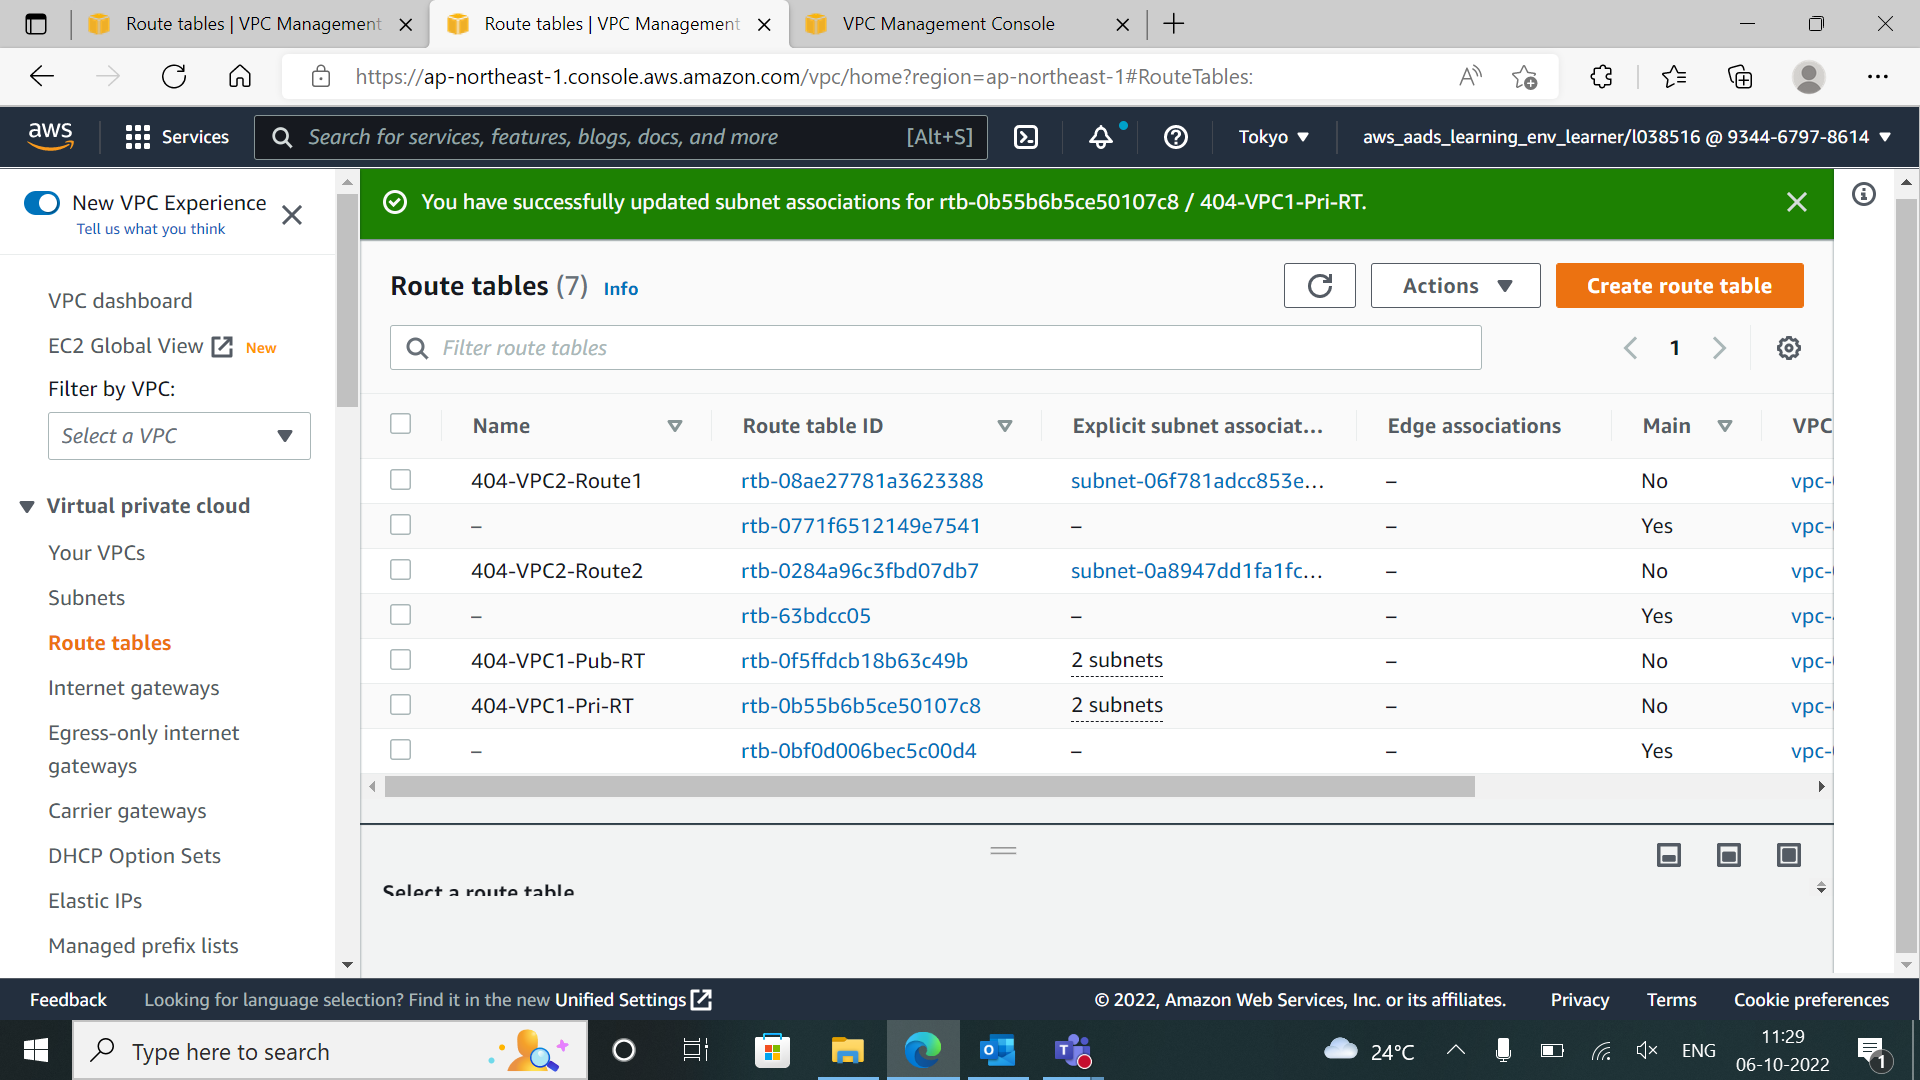 Route tables | VPC Management
Route tables | VPC Management
VPC Management Console
https://ap-northeast-1.console.aws.amazon.com/vpc/home?region=ap-northeast-1#RouteTables:
aws
Services
Search for services, features, blogs, docs, and more
[Alt+S]
Tokyo
aws_aads_learning_env_learner/l038516 @ 9344-6797-8614
New VPC Experience
Tell us what you think
You have successfully updated subnet associations for rtb-0b55b6b5ce50107c8 / 404-VPC1-Pri-RT.
VPC dashboard
EC2 Global View New
Filter by VPC:
Select a VPC
Virtual private cloud
Your VPCs
Subnets
Route tables
Internet gateways
Egress-only internet
gateways
Carrier gateways
DHCP Option Sets
Elastic IPs
Managed prefix lists
Route tables (7) Info
Actions
Create route table
Filter route tables
1
Name Route table ID Explicit subnet associat... Edge associations Main VPC
404-VPC2-Route1 rtb-08ae27781a3623388 subnet-06f781adcc853e... – No vpc-
– rtb-0771f6512149e7541 – – Yes vpc-
404-VPC2-Route2 rtb-0284a96c3fbd07db7 subnet-0a8947dd1fa1fc... – No vpc-
– rtb-63bdcc05 – – Yes vpc-
404-VPC1-Pub-RT rtb-0f5ffdcb18b63c49b 2 subnets – No vpc-
404-VPC1-Pri-RT rtb-0b55b6b5ce50107c8 2 subnets – No vpc-
– rtb-0bf0d006bec5c00d4 – – Yes vpc-
Select a route table
Feedback
Looking for language selection? Find it in the new Unified Settings
© 2022, Amazon Web Services, Inc. or its affiliates.
Privacy
Terms
Cookie preferences
Type here to search
24°C
ENG
11:29
06-10-2022
1